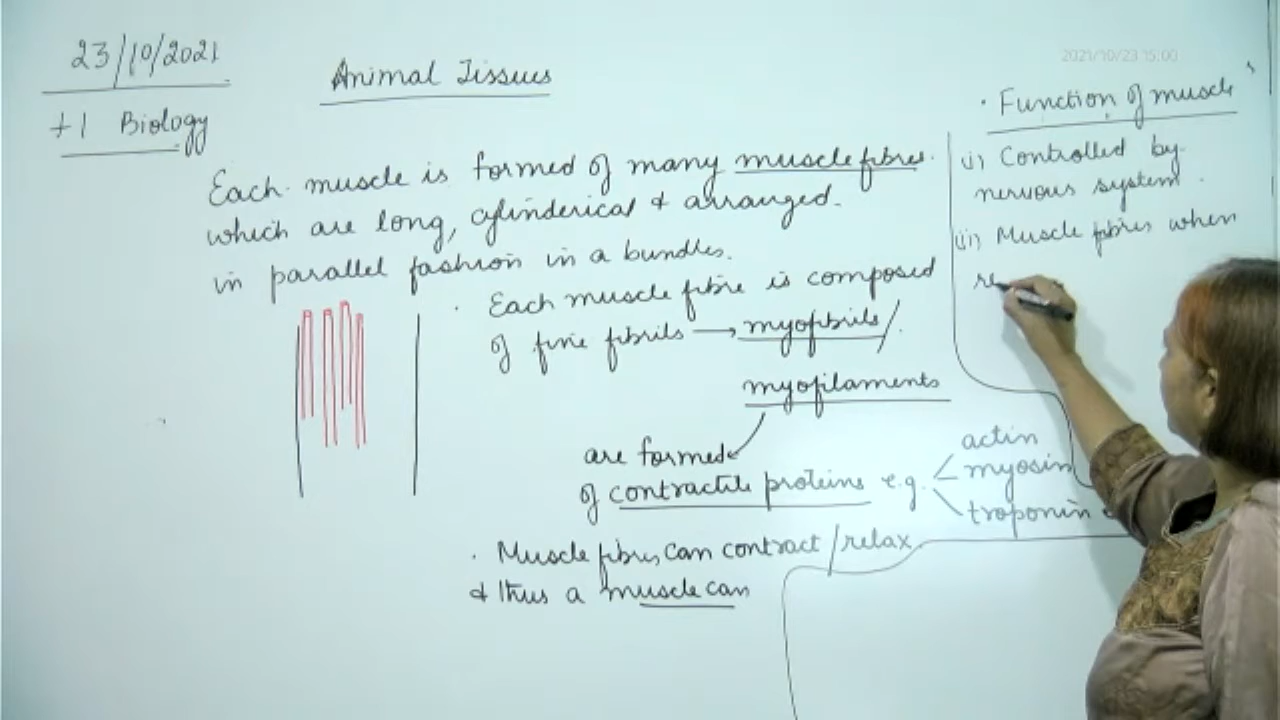 23/10/2021
+1 Biology
Animal Tissues
2021/10/23 15:00
Each muscle is formed of many muscle fibres.
which are long, cylinderical & arranged.
in parallel fashion in a bundles.
· Each muscle fibre is composed
of fine fibrils → myofibrils/.
myofilaments
are formed
of contractile proteins e.g.
actin
myosin
troponin
· Muscle fibres can contract/relax
& thus a muscle can
· Function of muscle
(i) Controlled by
nervous system.
(ii) Muscle fibres when
re